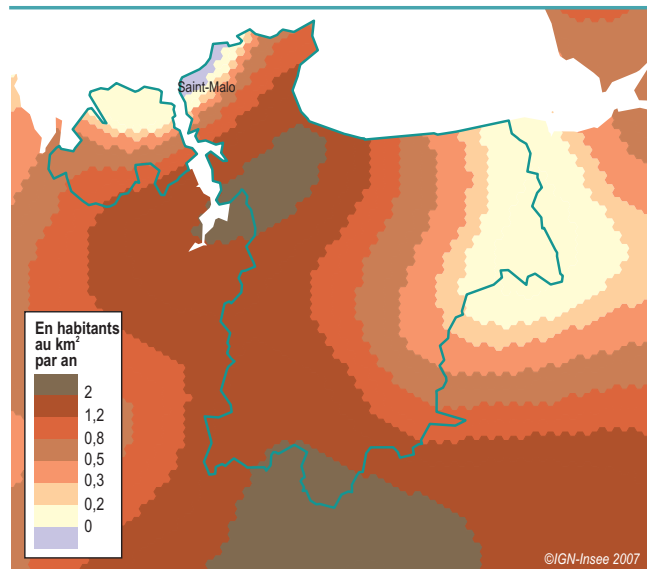 Saint-Malo
En habitants
au km²
par an
2
1,2
0,8
0,5
0,3
0,2
0
©IGN-Insee 2007